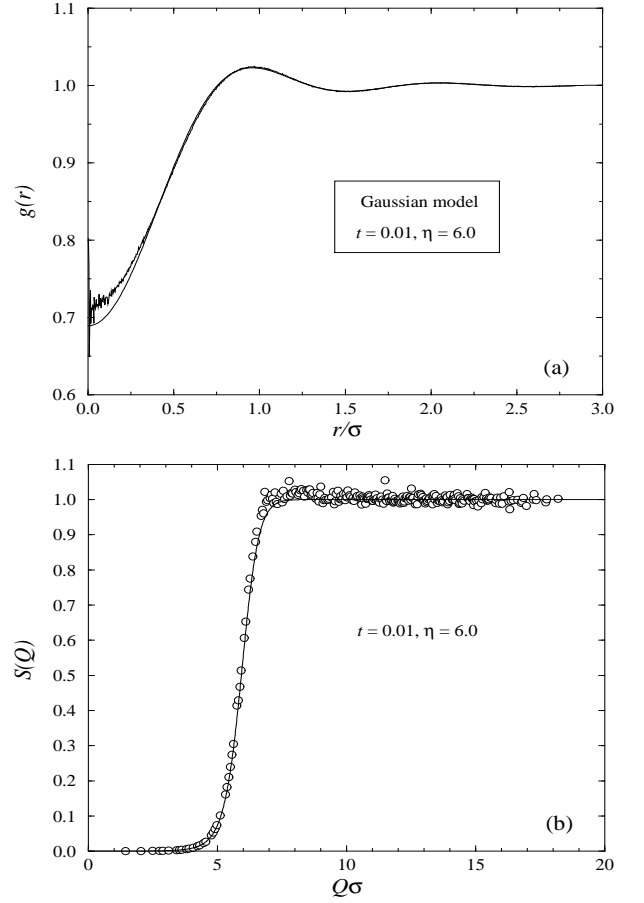 1.1
1.0
0.9
0.8
0.7
0.6
g(r)
Gaussian model
t = 0.01, η = 6.0
(a)
0.0 0.5 1.0 1.5 2.0 2.5 3.0
r/σ
1.1
1.0
0.9
0.8
0.7
0.6
0.5
0.4
0.3
0.2
0.1
0.0
S(Q)
t = 0.01, η = 6.0
(b)
0 5 10 15 20
Qσ